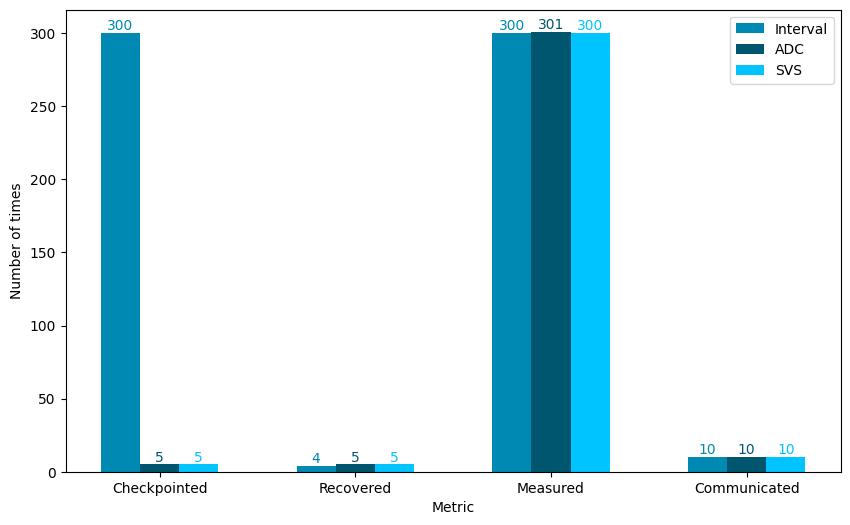 300
5
5
4
5
5
300
301
300
10
10
10
Interval
ADC
SVS
300
250
200
150
100
50
0
Number of times
Checkpointed
Recovered
Measured
Communicated
Metric